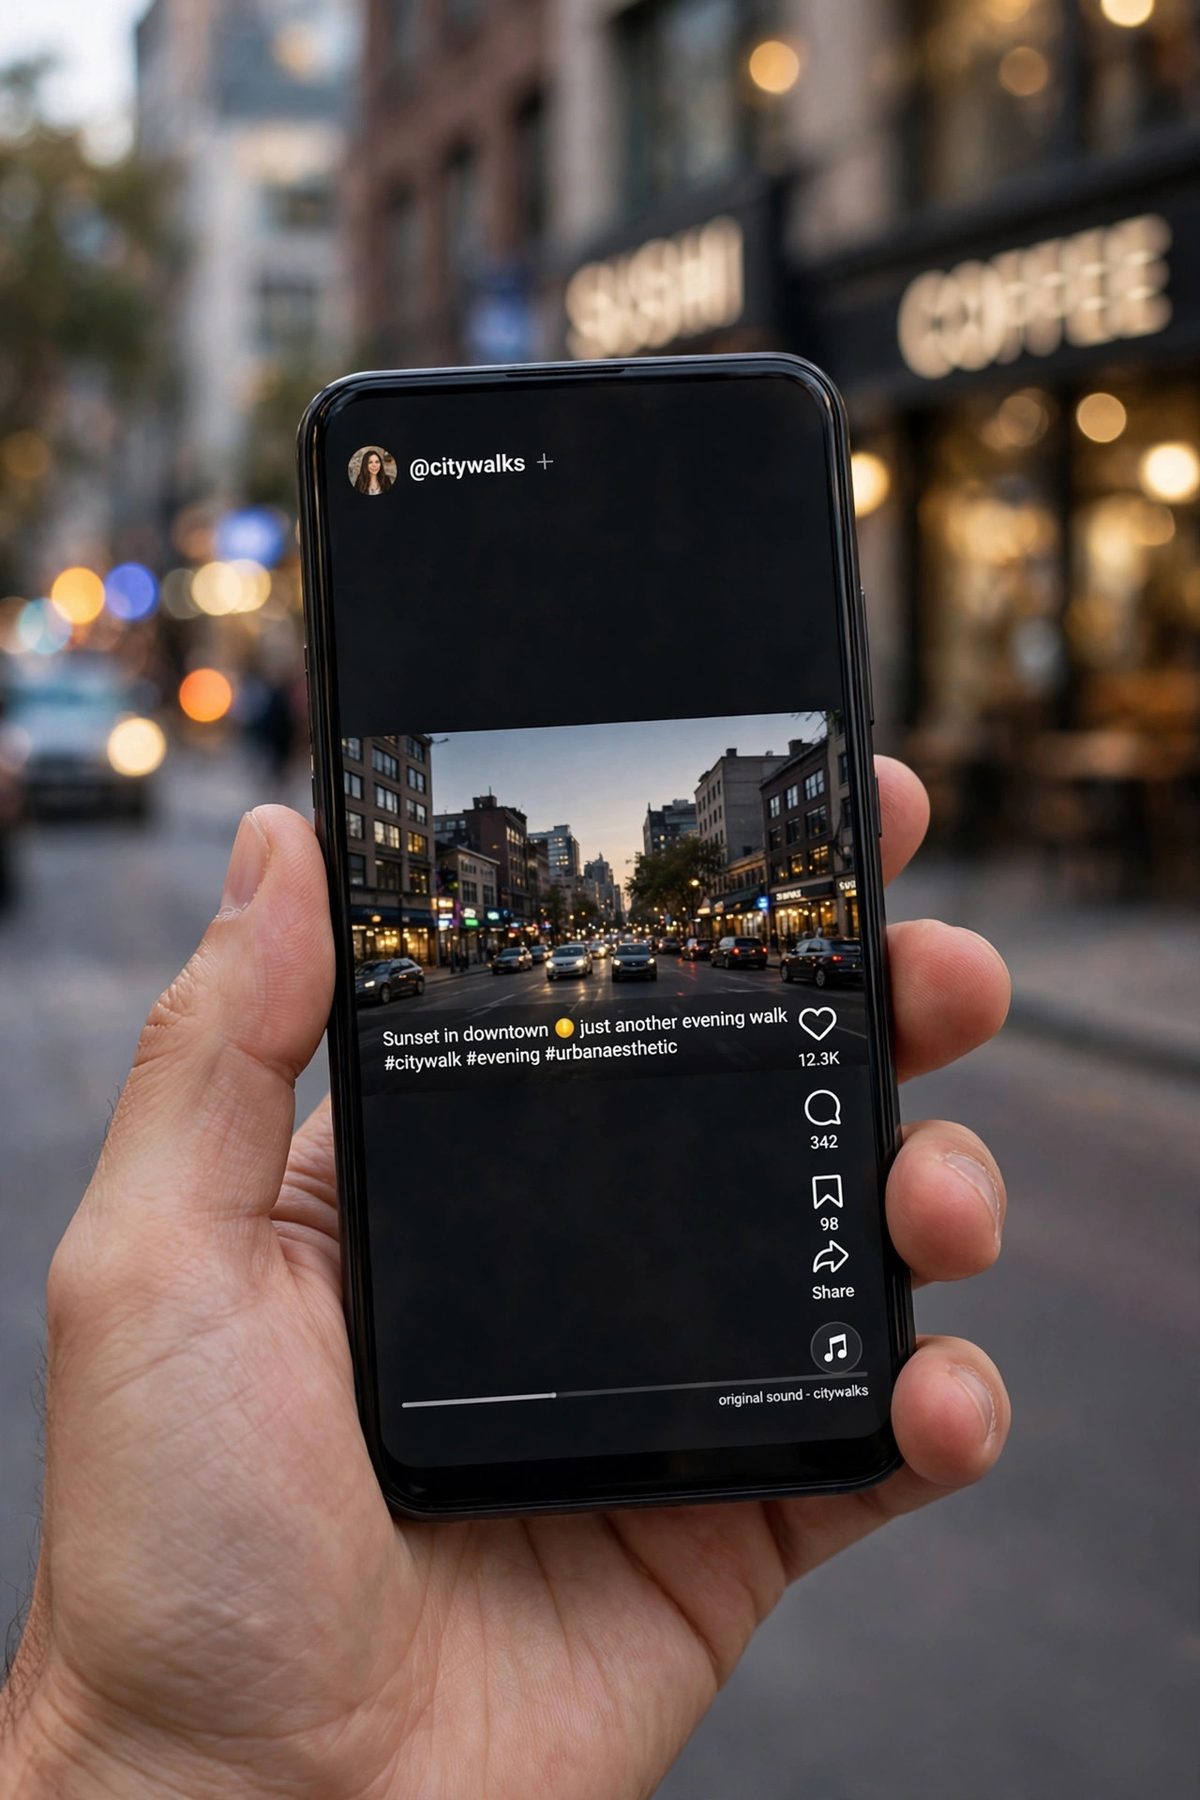 SUSHI
COFFEE
@citywalks +
Sunset in downtown 🟡 just another evening walk
#citywalk #evening #urbanaesthetic
12.3K
342
98
Share
original sound - citywalks